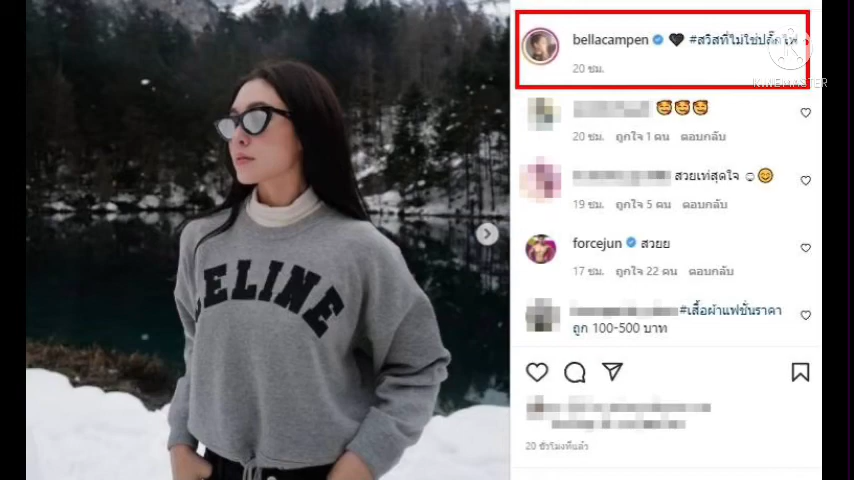 CELINE
bellacampen 🖤 #สวิสที่ไม่ใช่ปลั๊กไฟ
20 ชม.
KINEMASTER
🥰🥰🥰
20 ชม. ถูกใจ 1 คน ตอบกลับ
สวยเท่สุดใจ ☺😊
19 ชม. ถูกใจ 5 คน ตอบกลับ
forcejun สวยย
17 ชม. ถูกใจ 22 คน ตอบกลับ
#เสื้อผ้าแฟชั่นราคา
ถูก 100-500 บาท
20 ชั่วโมงที่แล้ว